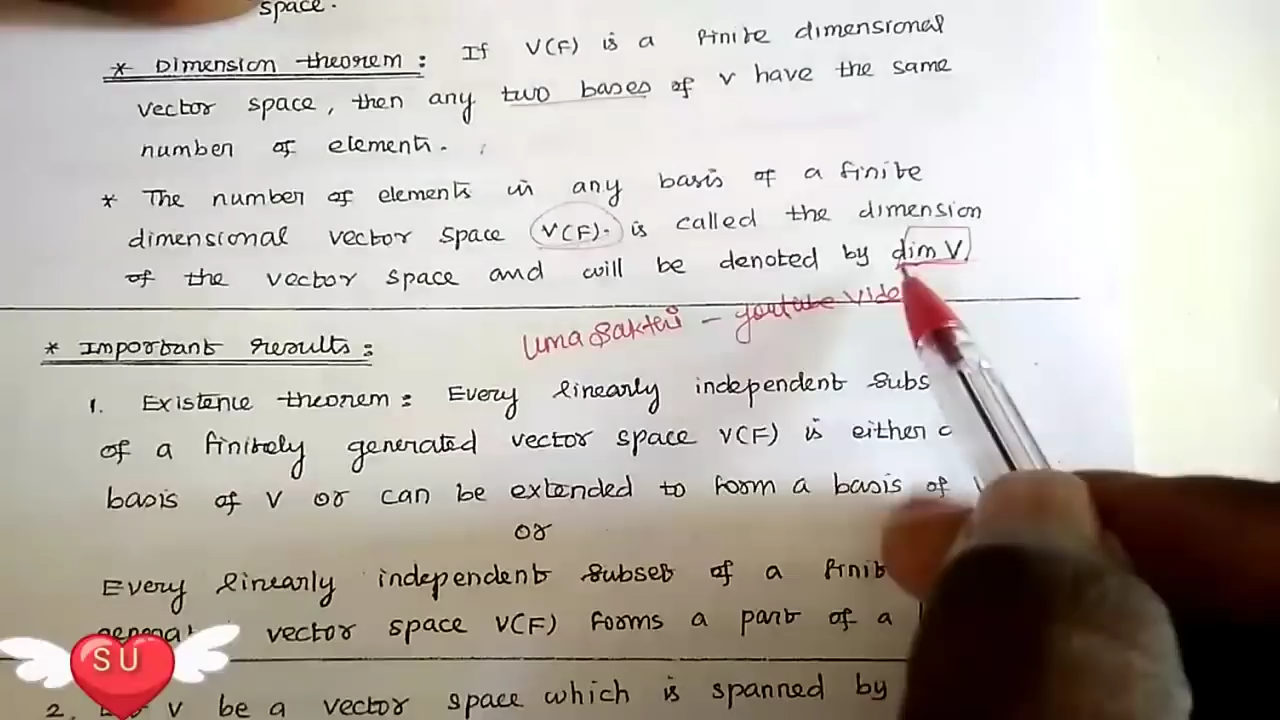 space.
* Dimension theorem: If V(F) is a finite dimensional
vector space, then any two bases of V have the same
number of elements.
* The number of elements in any basis of a finite
dimensional vector space V(F). is called the dimension
of the vector space and will be denoted by dim V
Uma Sakthi - youtube vide
* Important results:
1. Existence theorem: Every linearly independent subs
of a finitely generated vector space V(F) is either
basis of V or can be extended to form a basis of
or
Every linearly independent subset of a finit
vector space V(F) forms a part of a
SU
2. V be a vector space which is spanned by